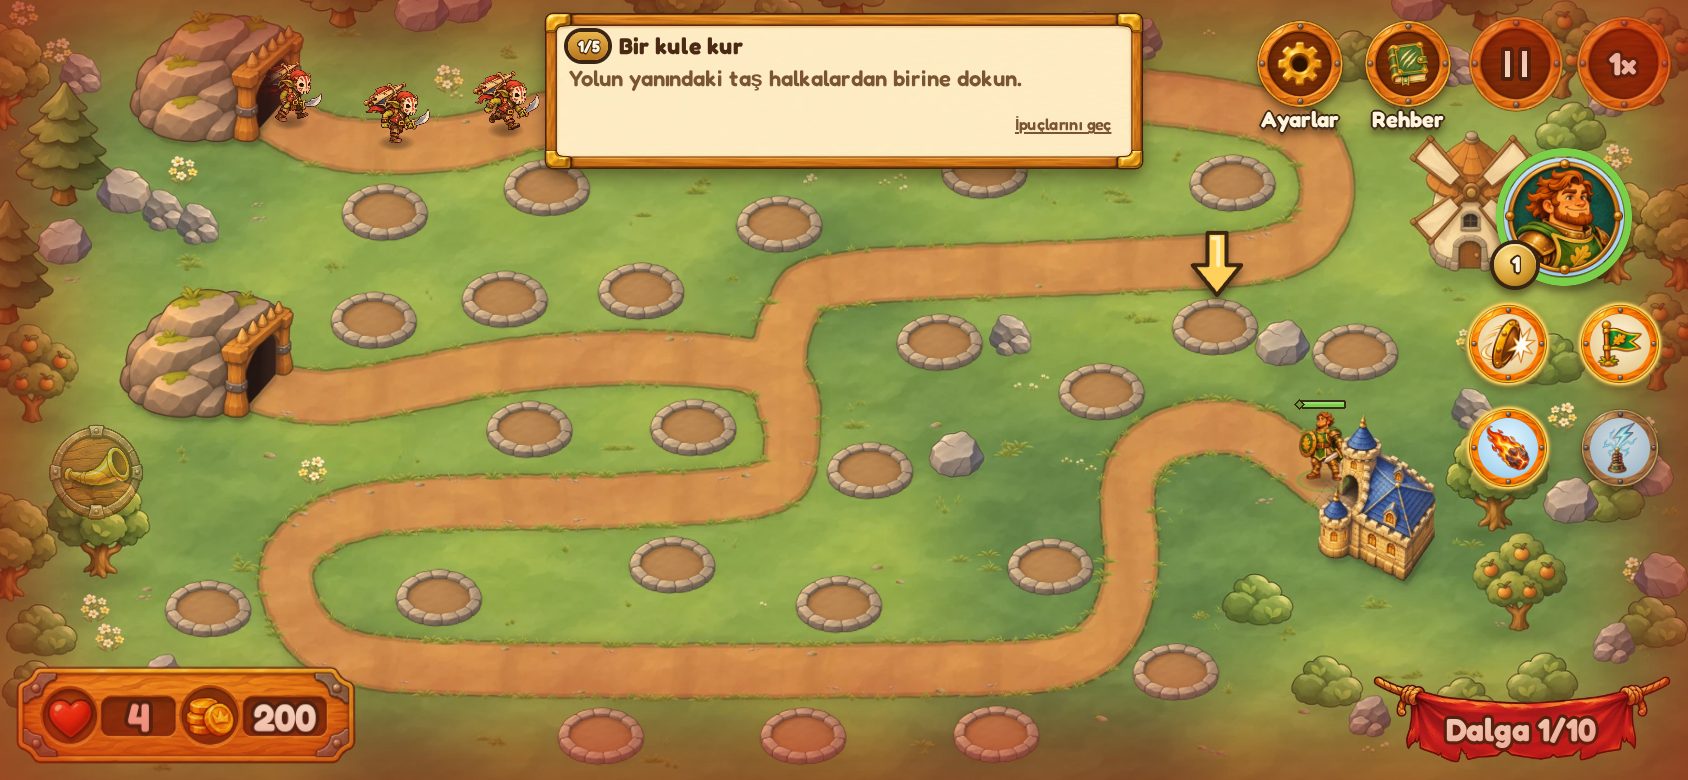 1/5 Bir kule kur
Yolun yanındaki taş halkalardan birine dokun.
İpuçlarını geç
1x
Ayarlar
Rehber
1
4
200
Dalga 1/10